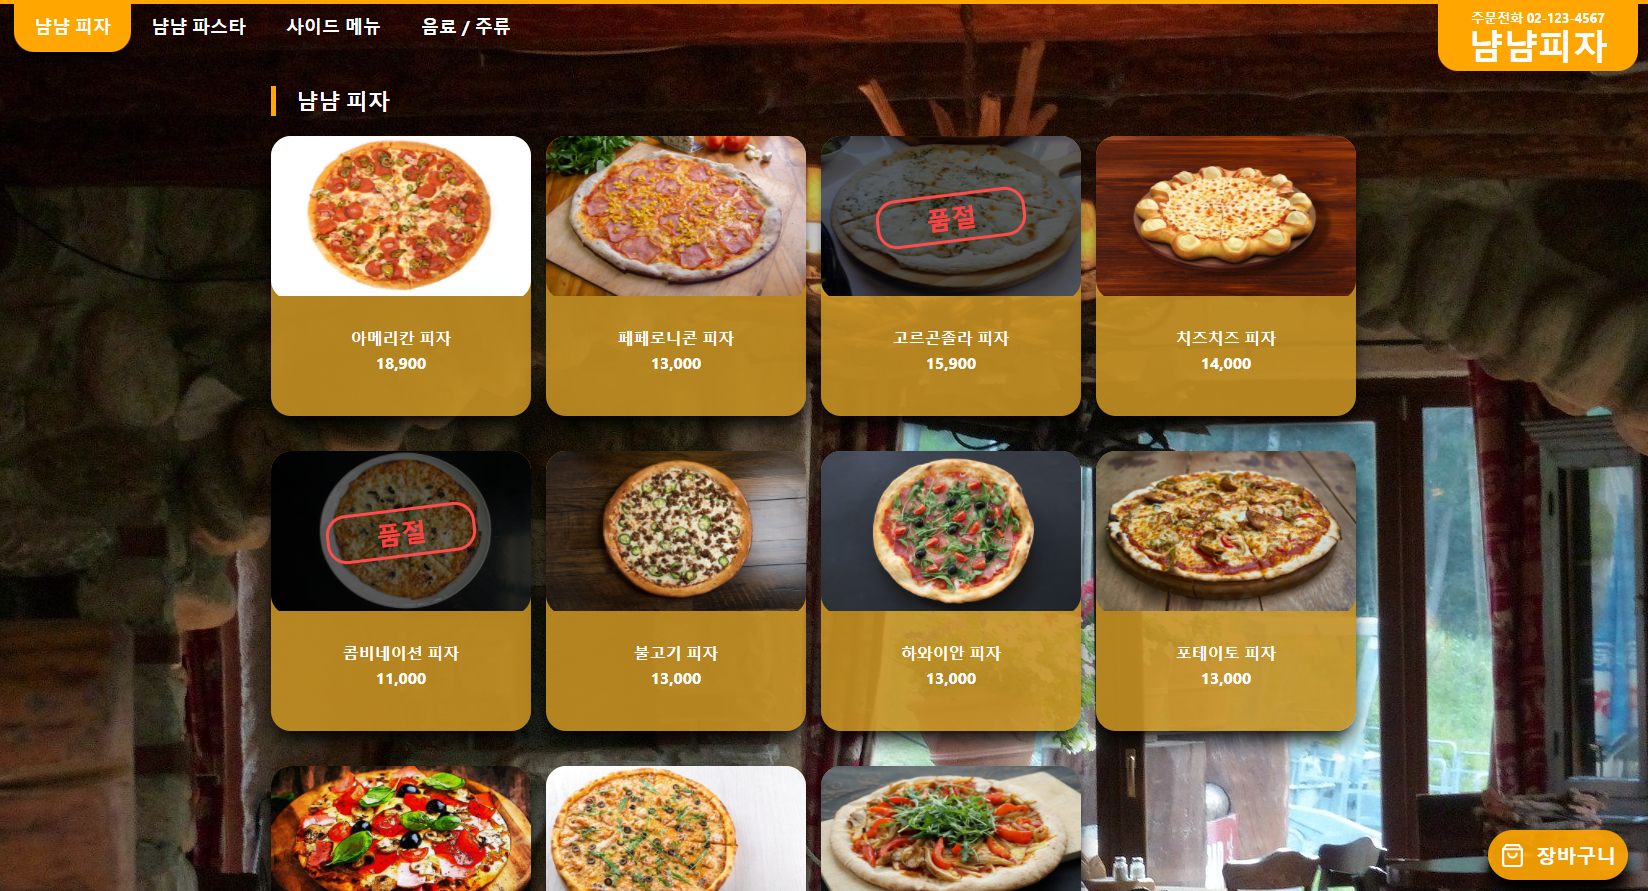 냠냠 피자
냠냠 파스타
사이드 메뉴
음료 / 주류
주문전화 02-123-4567
냠냠피자
냠냠 피자
품절
아메리칸 피자
18,900
페페로니콘 피자
13,000
고르곤졸라 피자
15,900
치즈치즈 피자
14,000
품절
콤비네이션 피자
11,000
불고기 피자
13,000
하와이안 피자
13,000
포테이토 피자
13,000
장바구니